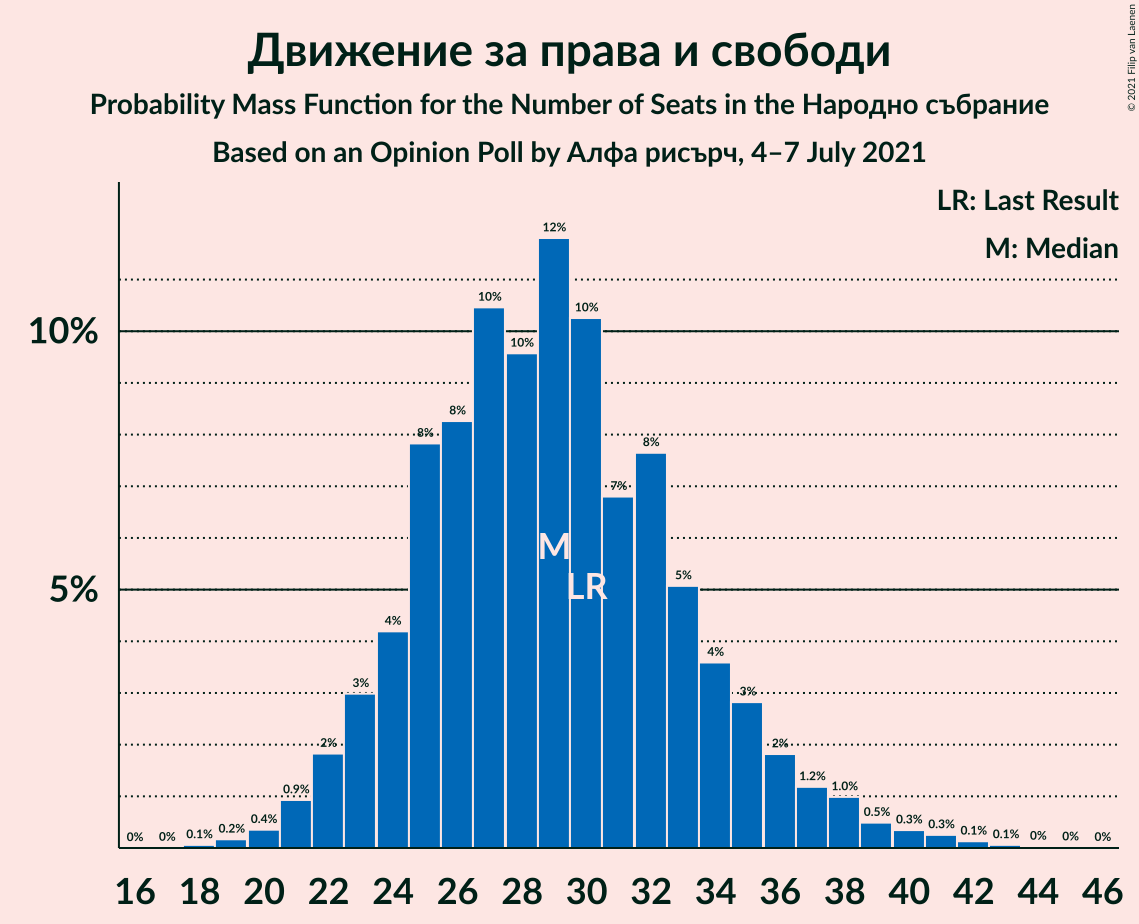 Движение за права и свободи
Probability Mass Function for the Number of Seats in the Народно събрание
Based on an Opinion Poll by Алфа рисърч, 4–7 July 2021
© 2021 Filip van Laenen
LR: Last Result
M: Median
12%
10%
10%
10%
10%
8%
8%
8%
7%
M
LR
5%
5%
4%
4%
3%
3%
2%
2%
0.9%
1.2%
1.0%
0% 0% 0.1% 0.2% 0.4% 0.5% 0.3% 0.3% 0.1% 0.1% 0% 0% 0%
16 18 20 22 24 26 28 30 32 34 36 38 40 42 44 46